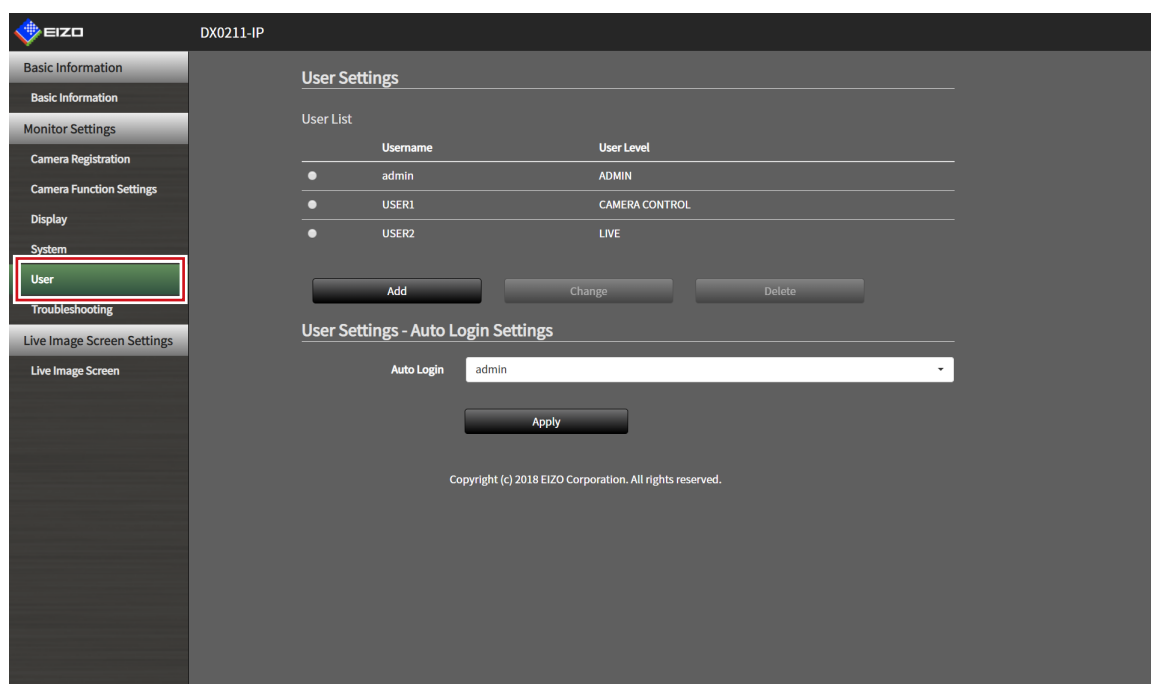 EIZO
DX0211-IP
Basic Information
Basic Information
Monitor Settings
Camera Registration
Camera Function Settings
Display
System
User
Troubleshooting
Live Image Screen Settings
Live Image Screen
User Settings
User List
Username User Level
admin ADMIN
USER1 CAMERA CONTROL
USER2 LIVE
Add Change Delete
User Settings - Auto Login Settings
Auto Login admin
Apply
Copyright (c) 2018 EIZO Corporation. All rights reserved.